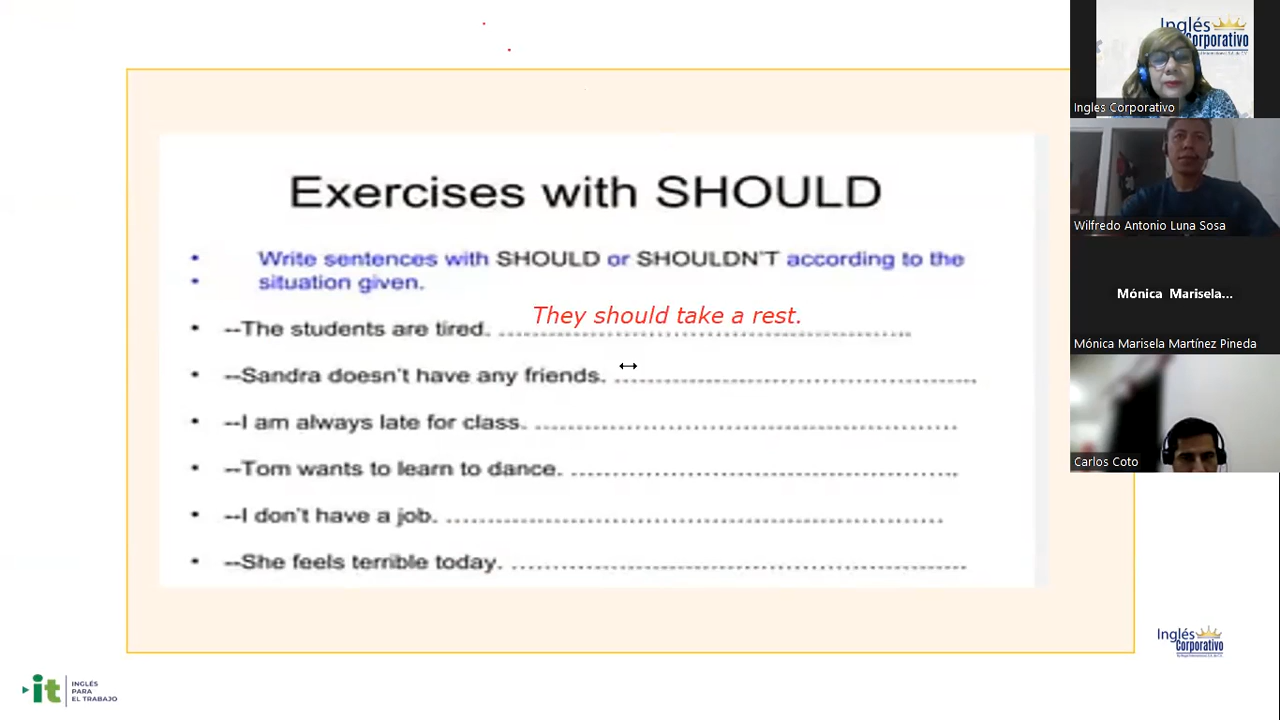 Exercises with SHOULD
• Write sentences with SHOULD or SHOULDN'T according to the
• situation given.
They should take a rest.
• --The students are tired. ..........................................................
• --Sandra doesn't have any friends. ....................................................
• --I am always late for class. ............................................................
• --Tom wants to learn to dance. .......................................................
• --I don't have a job. ......................................................................
• --She feels terrible today. ................................................................
it
INGLÉS
PARA
EL TRABAJO
Inglés
Corporativo
Inglés
Corporativo
Ingles Corporativo
Wilfredo Antonio Luna Sosa
Mónica Marisela...
Mónica Marisela Martínez Pineda
Carlos Coto